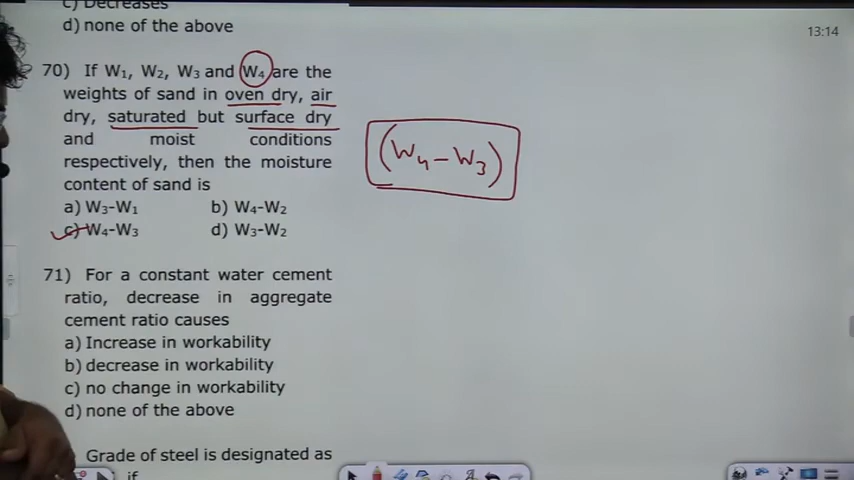 c) Decreases
d) none of the above
13:14
70) If W₁, W₂, W₃ and W₄ are the
weights of sand in oven dry, air
dry, saturated but surface dry
and moist conditions
respectively, then the moisture
content of sand is
a) W₃-W₁ b) W₄-W₂
c) W₄-W₃ d) W₃-W₂
(W₄-W₃)
71) For a constant water cement
ratio, decrease in aggregate
cement ratio causes
a) Increase in workability
b) decrease in workability
c) no change in workability
d) none of the above
Grade of steel is designated as
if